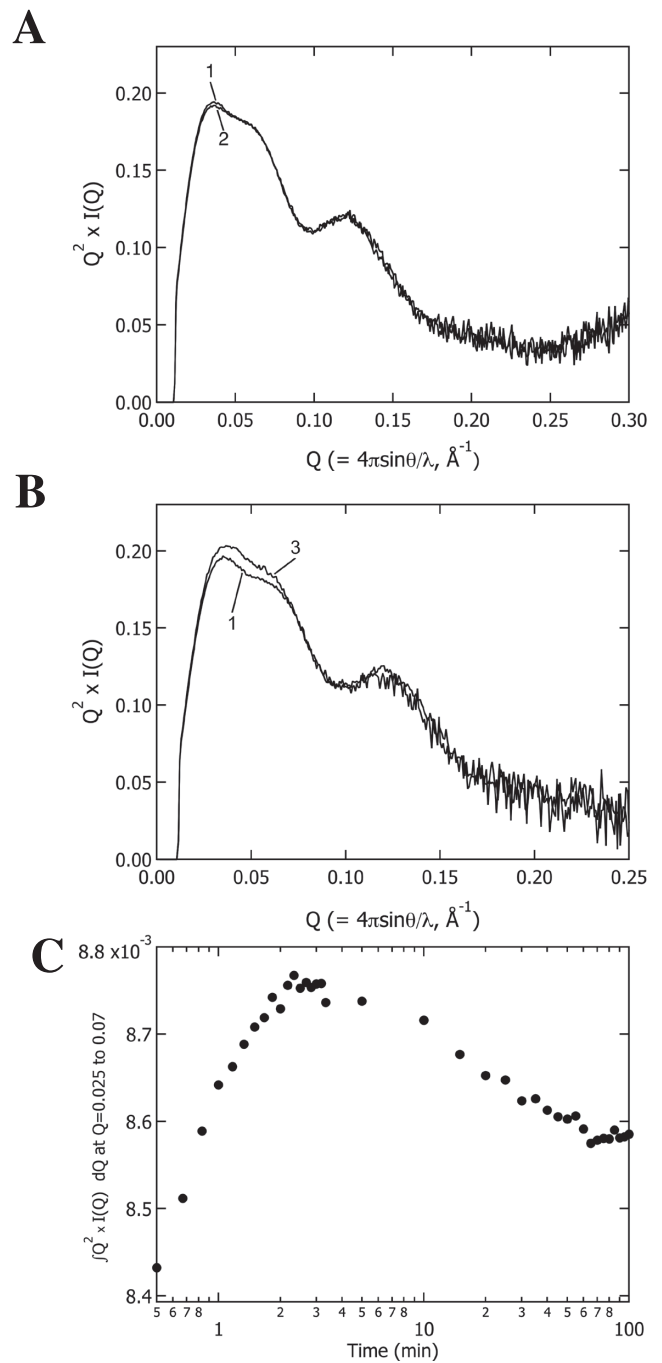 A
0.20
0.15
0.10
0.05
0.00
Q² x I(Q)
1
2
0.00 0.05 0.10 0.15 0.20 0.25 0.30
Q (= 4πsinθ/λ, Å⁻¹)
B
0.20
0.15
0.10
0.05
0.00
Q² x I(Q)
3
1
0.00 0.05 0.10 0.15 0.20 0.25
Q (= 4πsinθ/λ, Å⁻¹)
C
8.8 x10⁻³
8.7
8.6
8.5
8.4
∫Q² x I(Q) dQ at Q=0.025 to 0.07
5 6 7 8 2 3 4 5 6 7 8 2 3 4 5 6 7 8
1 10 100
Time (min)